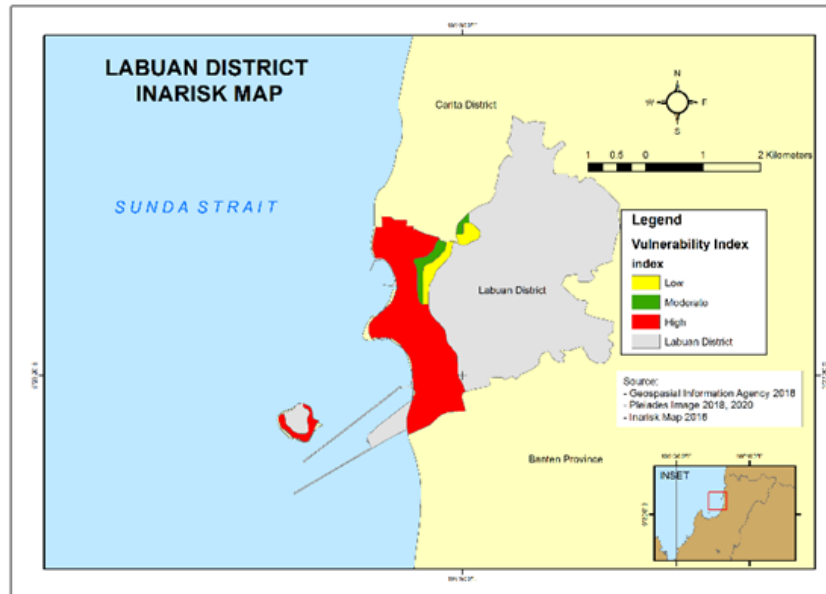 LABUAN DISTRICT
INARISK MAP
Carita District
N
W
S
1 0.5 0 1 2 Kilometers
SUNDA STRAIT
Legend
Vulnerability Index
index
Low
Moderate
High
Labuan District
Labuan District
Source:
- Geospasial Information Agency 2018
- Pleiades Image 2018, 2020
- Inarisk Map 2018
Banten Province
INSET